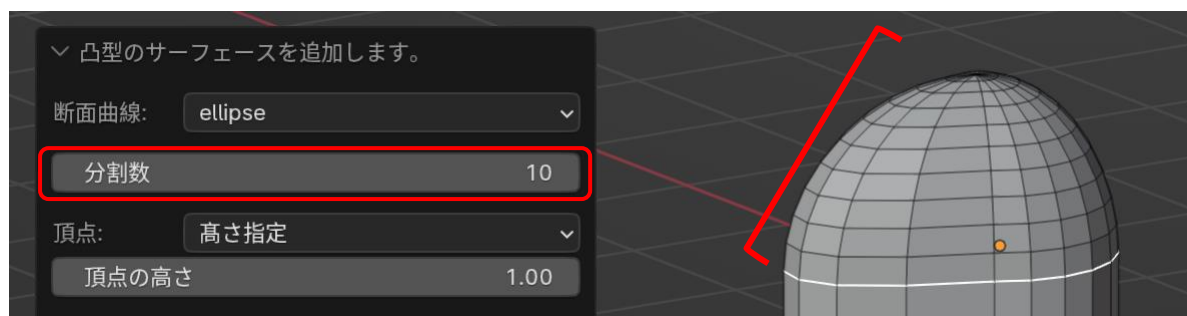 凸型のサーフェースを追加します。
断面曲線: ellipse
分割数 10
頂点: 髙さ指定
頂点の高さ 1.00